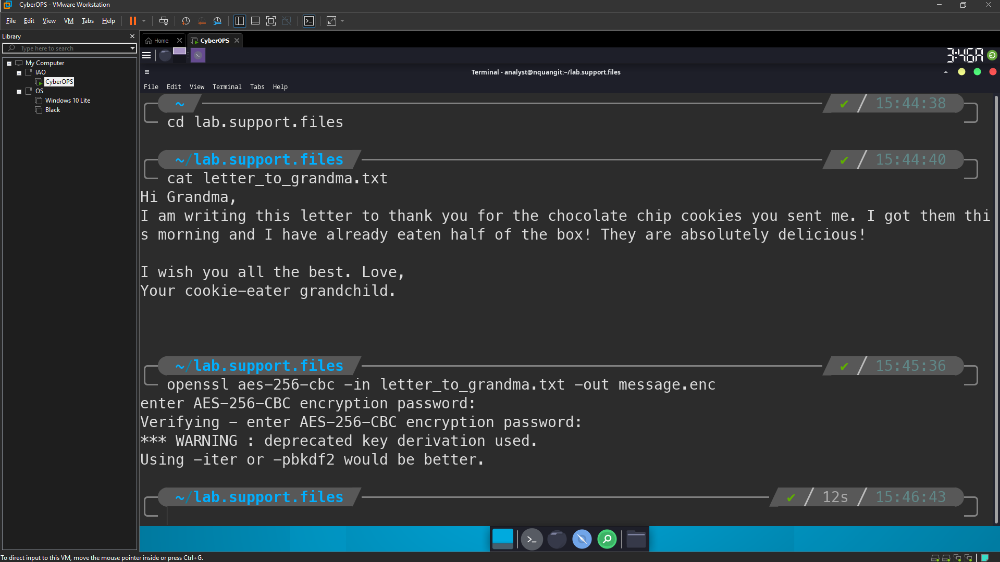 CyberOPS - VMware Workstation
File Edit View VM Tabs Help
Library
Type here to search
My Computer
IAO
CyberOPS
OS
Windows 10 Lite
Black
Home
CyberOPS
3:46A
Terminal - analyst@nquangit:~/lab.support.files
File Edit View Terminal Tabs Help
~ ✔ / 15:44:38
cd lab.support.files
~/lab.support.files ✔ / 15:44:40
cat letter_to_grandma.txt
Hi Grandma,
I am writing this letter to thank you for the chocolate chip cookies you sent me. I got them thi
s morning and I have already eaten half of the box! They are absolutely delicious!
I wish you all the best. Love,
Your cookie-eater grandchild.
~/lab.support.files ✔ / 15:45:36
openssl aes-256-cbc -in letter_to_grandma.txt -out message.enc
enter AES-256-CBC encryption password:
Verifying - enter AES-256-CBC encryption password:
*** WARNING : deprecated key derivation used.
Using -iter or -pbkdf2 would be better.
~/lab.support.files ✔ / 12s / 15:46:43
To direct input to this VM, move the mouse pointer inside or press Ctrl+G.